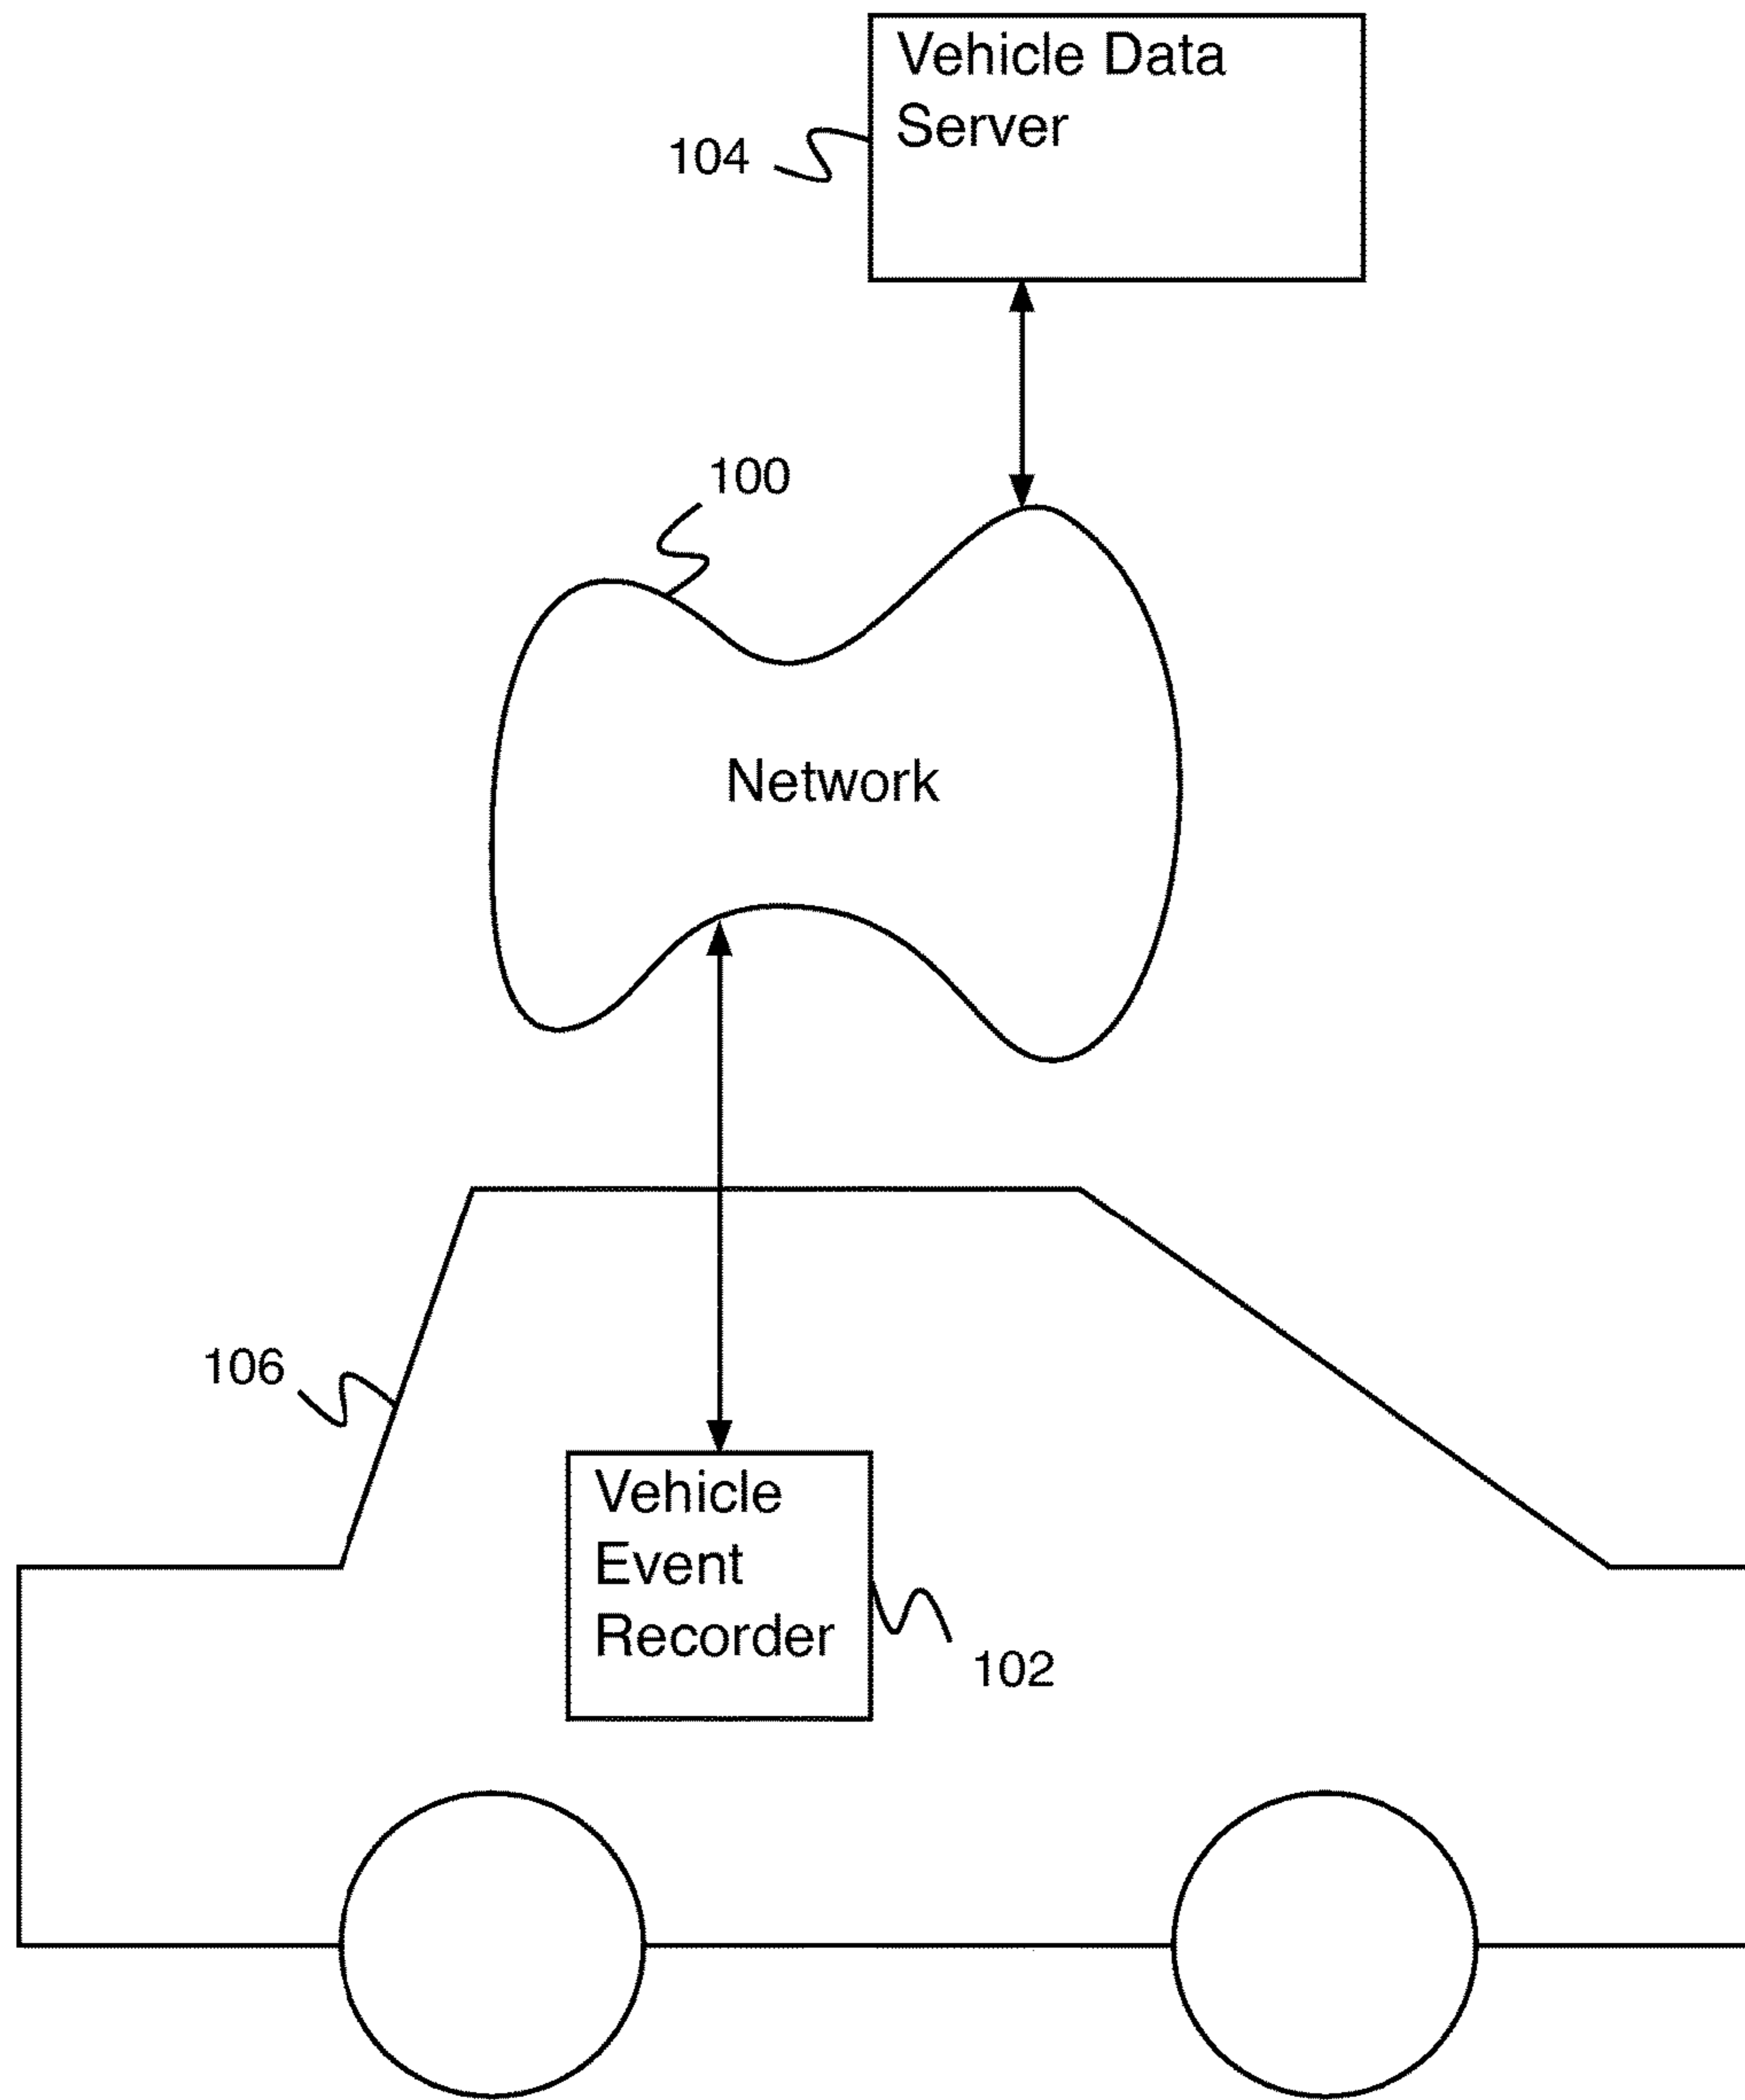 Vehicle Data
Server
104
100
Network
106
Vehicle
Event
Recorder
102